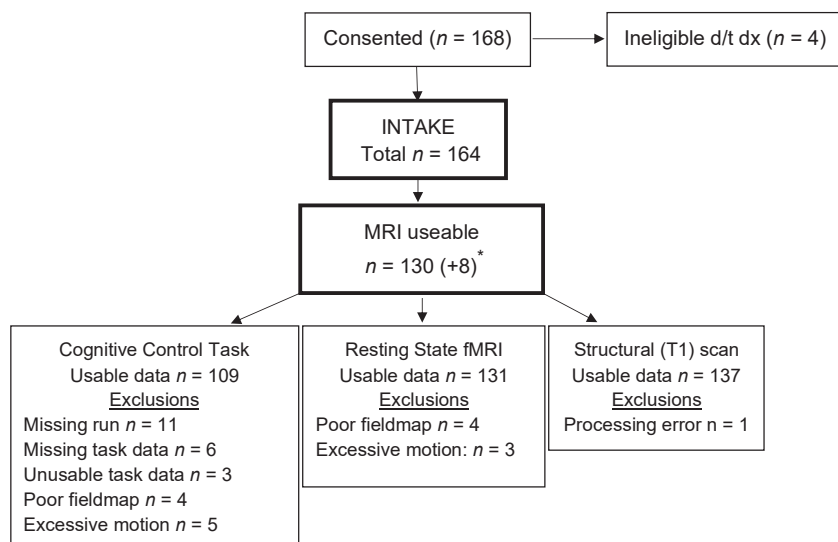 Consented (n = 168)
Ineligible d/t dx (n = 4)
INTAKE
Total n = 164
MRI useable
n = 130 (+8)*
Cognitive Control Task
Usable data n = 109
Exclusions
Missing run n = 11
Missing task data n = 6
Unusable task data n = 3
Poor fieldmap n = 4
Excessive motion n = 5
Resting State fMRI
Usable data n = 131
Exclusions
Poor fieldmap n = 4
Excessive motion: n = 3
Structural (T1) scan
Usable data n = 137
Exclusions
Processing error n = 1